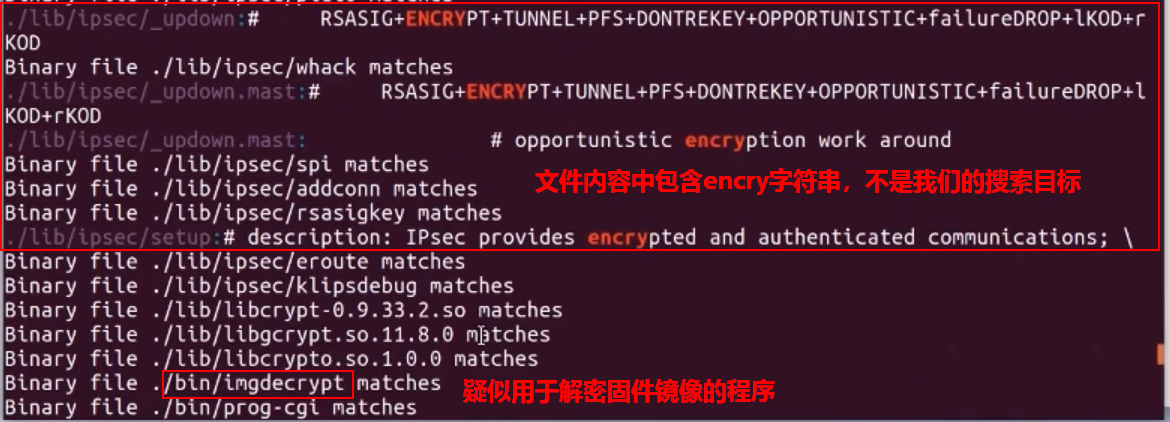 ./lib/ipsec/_updown:#     RSASIG+ENCRYPT+TUNNEL+PFS+DONTREKEY+OPPORTUNISTIC+failureDROP+lKOD+r
KOD
Binary file ./lib/ipsec/whack matches
./lib/ipsec/_updown.mast:#     RSASIG+ENCRYPT+TUNNEL+PFS+DONTREKEY+OPPORTUNISTIC+failureDROP+l
KOD+rKOD
./lib/ipsec/_updown.mast:               # opportunistic encryption work around
Binary file ./lib/ipsec/spi matches
Binary file ./lib/ipsec/addconn matches
文件内容中包含encry字符串，不是我们的搜索目标
Binary file ./lib/ipsec/rsasigkey matches
./lib/ipsec/setup:# description: IPsec provides encrypted and authenticated communications; \
Binary file ./lib/ipsec/eroute matches
Binary file ./lib/ipsec/klipsdebug matches
Binary file ./lib/libcrypt-0.9.33.2.so matches
Binary file ./lib/libgcrypt.so.11.8.0 matches
Binary file ./lib/libcrypto.so.1.0.0 matches
Binary file ./bin/imgdecrypt matches
疑似用于解密固件镜像的程序
Binary file ./bin/prog-cgi matches